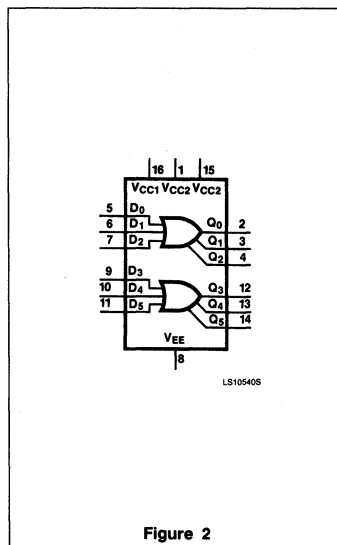 16 1 15
VCC1 VCC2 VCC2
5 D0 Q0 2
6 D1 Q1 3
7 D2 Q2 4
9 D3
10 D4 Q3 12
11 D5 Q4 13
Q5 14
VEE
8
LS10540S
Figure 2